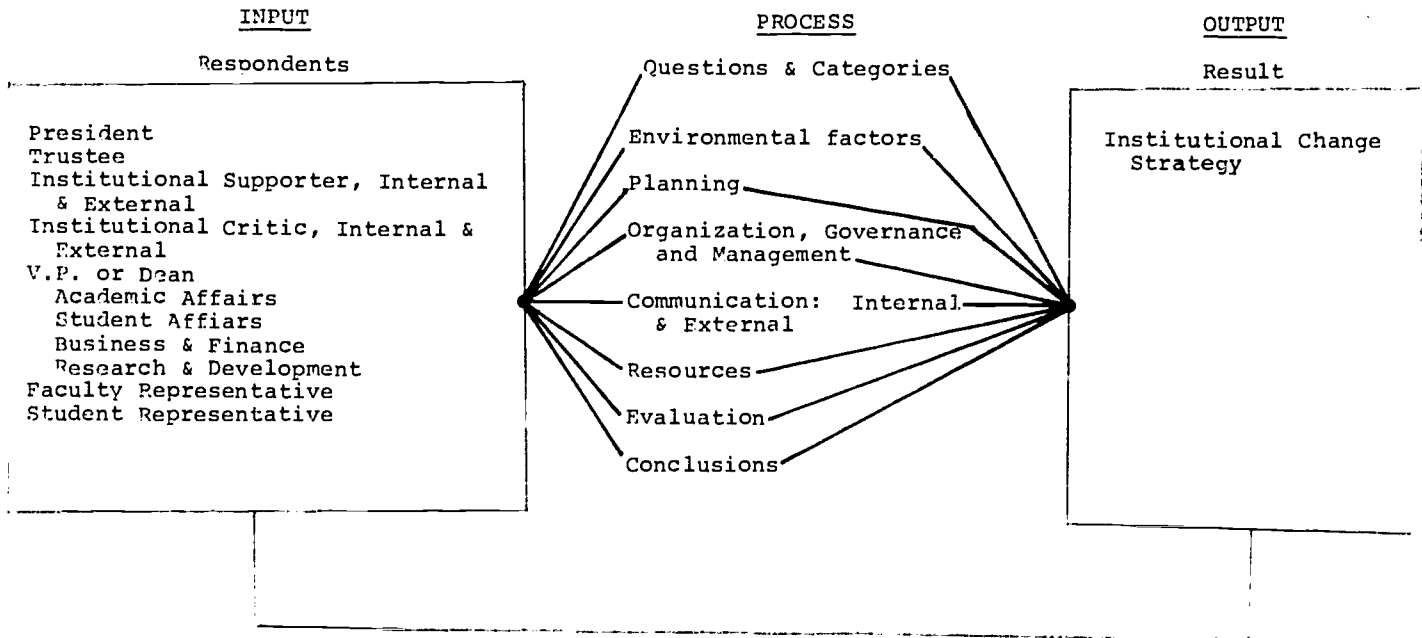 INPUT
Respondents
President
Trustee
Institutional Supporter, Internal
& External
Institutional Critic, Internal &
External
V.P. or Dean
Academic Affairs
Student Affiars
Business & Finance
Research & Development
Faculty Representative
Student Representative
PROCESS
Questions & Categories
Environmental factors
Planning
Organization, Governance
and Management
Communication: Internal
& External
Resources
Evaluation
Conclusions
OUTPUT
Result
Institutional Change
Strategy